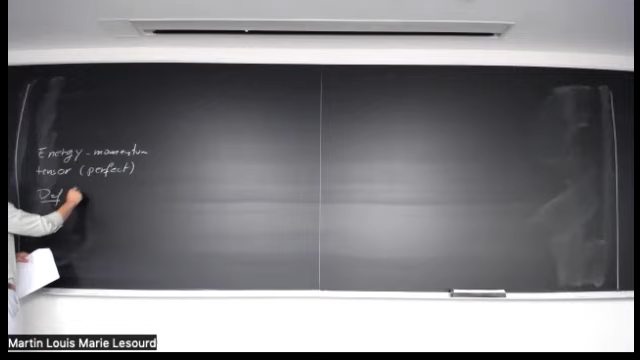 Energy-momentum
tensor (perfect)
Def
Martin Louis Marie Lesourd